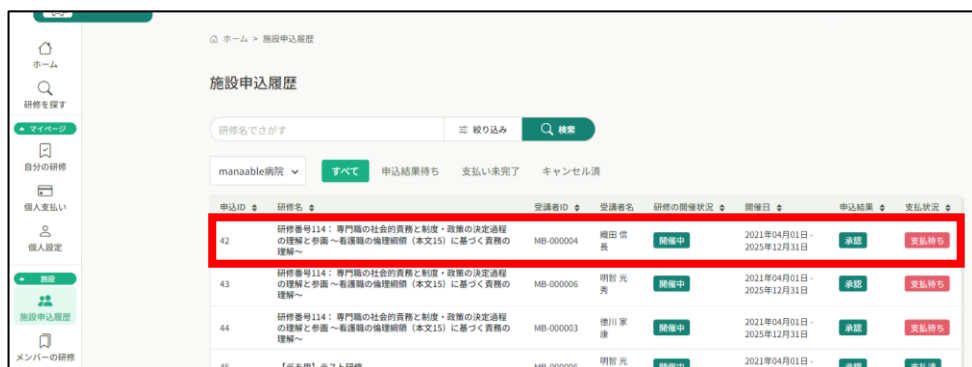 ホーム > 施設申込履歴
ホーム
研修を探す
マイページ
自分の研修
個人支払い
個人設定
施設
施設申込履歴
メンバーの研修
施設申込履歴
研修名でさがす
絞り込み
検索
manaable病院
すべて
申込結果待ち
支払い未完了
キャンセル済
申込ID 研修名 受講者ID 受講者名 研修の開催状況 開催日 申込結果 支払状況
42
研修番号114: 専門職の社会的責務と制度・政策の決定過程
の理解と参画 ~看護職の倫理綱領（本文15）に基づく責務の
理解~
MB-000004
織田 信
長
開催中
2021年04月01日 -
2025年12月31日
承認
支払待ち
43
研修番号114: 専門職の社会的責務と制度・政策の決定過程
の理解と参画 ~看護職の倫理綱領（本文15）に基づく責務の
理解~
MB-000006
明智 光
秀
開催中
2021年04月01日 -
2025年12月31日
承認
支払待ち
44
研修番号114: 専門職の社会的責務と制度・政策の決定過程
の理解と参画 ~看護職の倫理綱領（本文15）に基づく責務の
理解~
MB-000003
徳川 家
康
開催中
2021年04月01日 -
2025年12月31日
承認
支払待ち
45
【デモ用】テスト研修
MB-000006
明智 光
開催中
2021年04月01日 -
承認
支払済